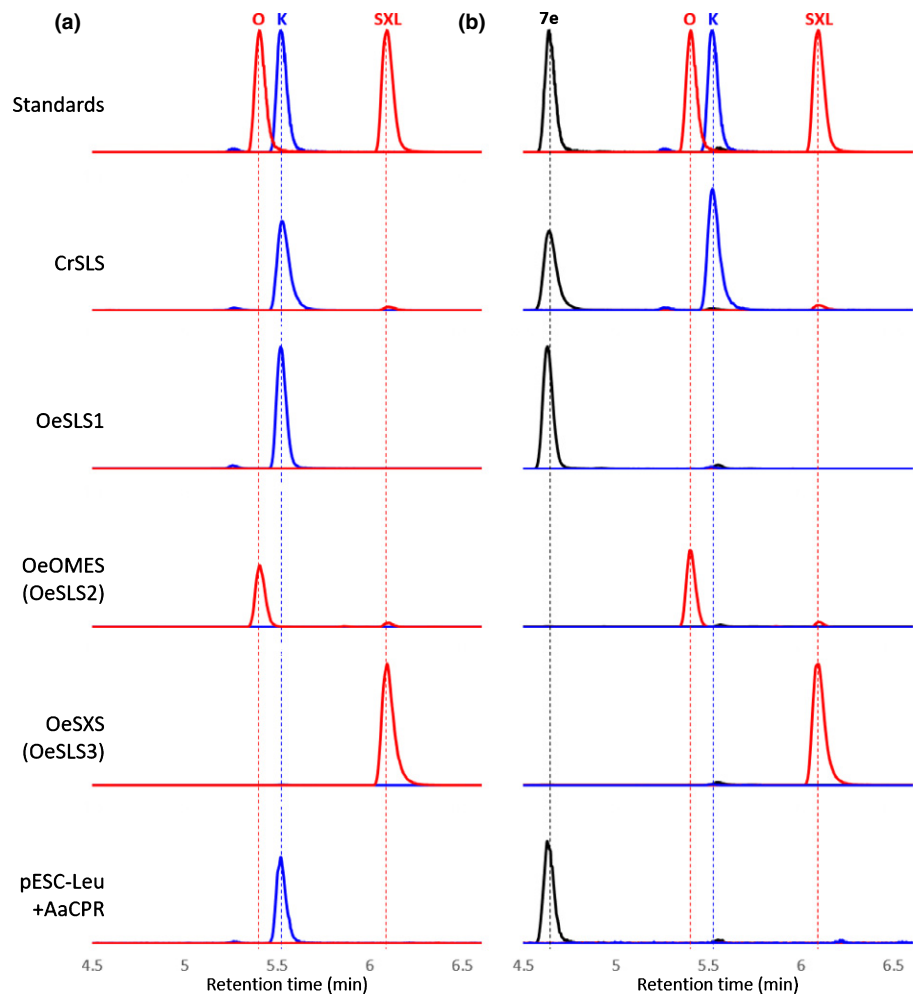 (a)
O K SXL
(b)
7e
O K SXL
Standards
CrSLS
OeSLS1
OeOMES
(OeSLS2)
OeSXS
(OeSLS3)
pESC-Leu
+AaCPR
4.5 5 5.5 6 6.5
Retention time (min)
4.5 5 5.5 6 6.5
Retention time (min)